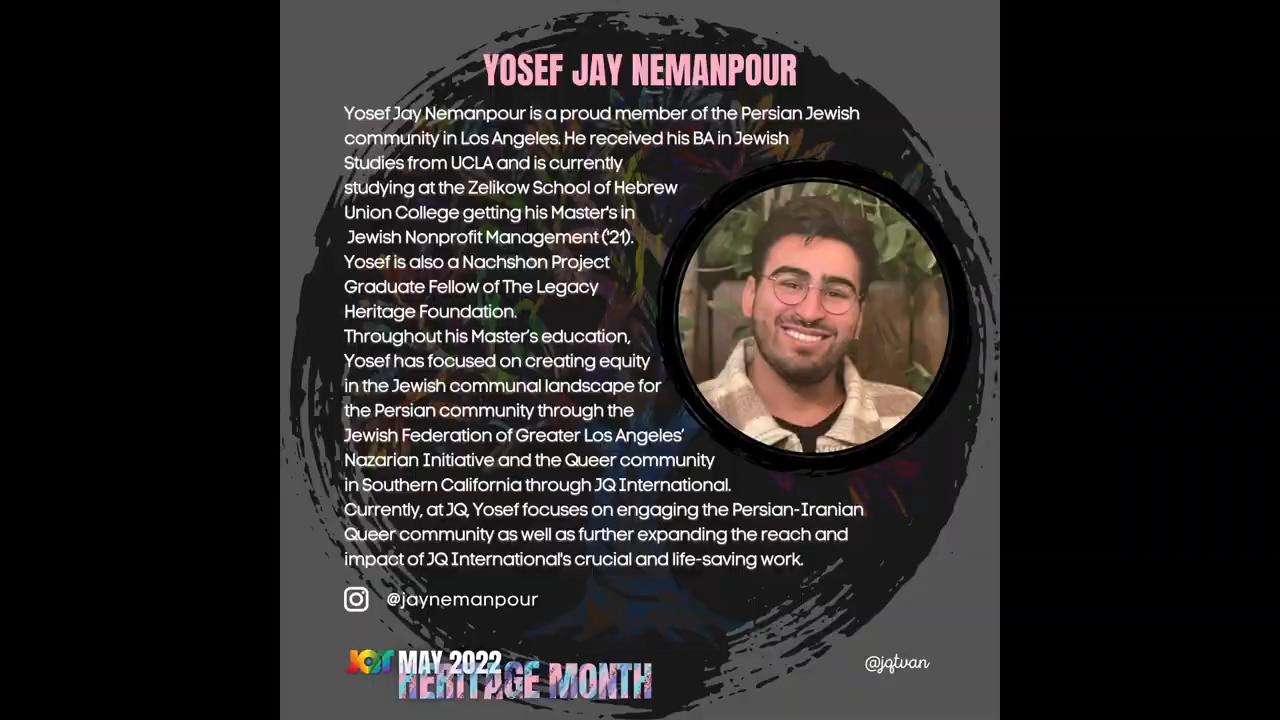 YOSEF JAY NEMANPOUR
Yosef Jay Nemanpour is a proud member of the Persian Jewish
community in Los Angeles. He received his BA in Jewish
Studies from UCLA and is currently
studying at the Zelikow School of Hebrew
Union College getting his Master's in
Jewish Nonprofit Management ('21).
Yosef is also a Nachshon Project
Graduate Fellow of The Legacy
Heritage Foundation.
Throughout his Master's education,
Yosef has focused on creating equity
in the Jewish communal landscape for
the Persian community through the
Jewish Federation of Greater Los Angeles'
Nazarian Initiative and the Queer community
in Southern California through JQ International.
Currently, at JQ, Yosef focuses on engaging the Persian-Iranian
Queer community as well as further expanding the reach and
impact of JQ International's crucial and life-saving work.
@jaynemanpour
JQT MAY 2022
HERITAGE MONTH
@jqtvan